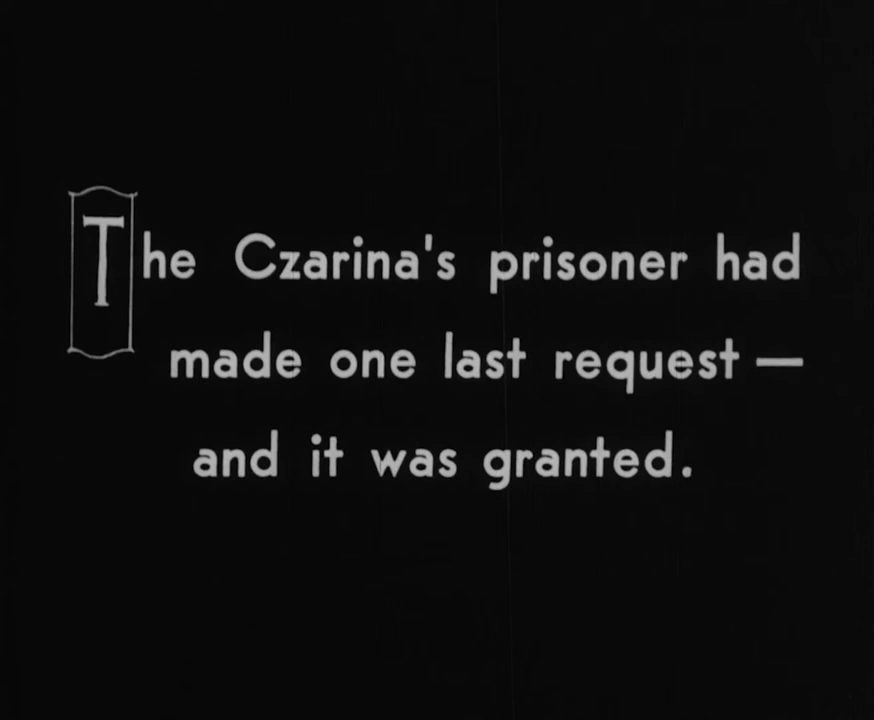 The Czarina's prisoner had
made one last request —
and it was granted.